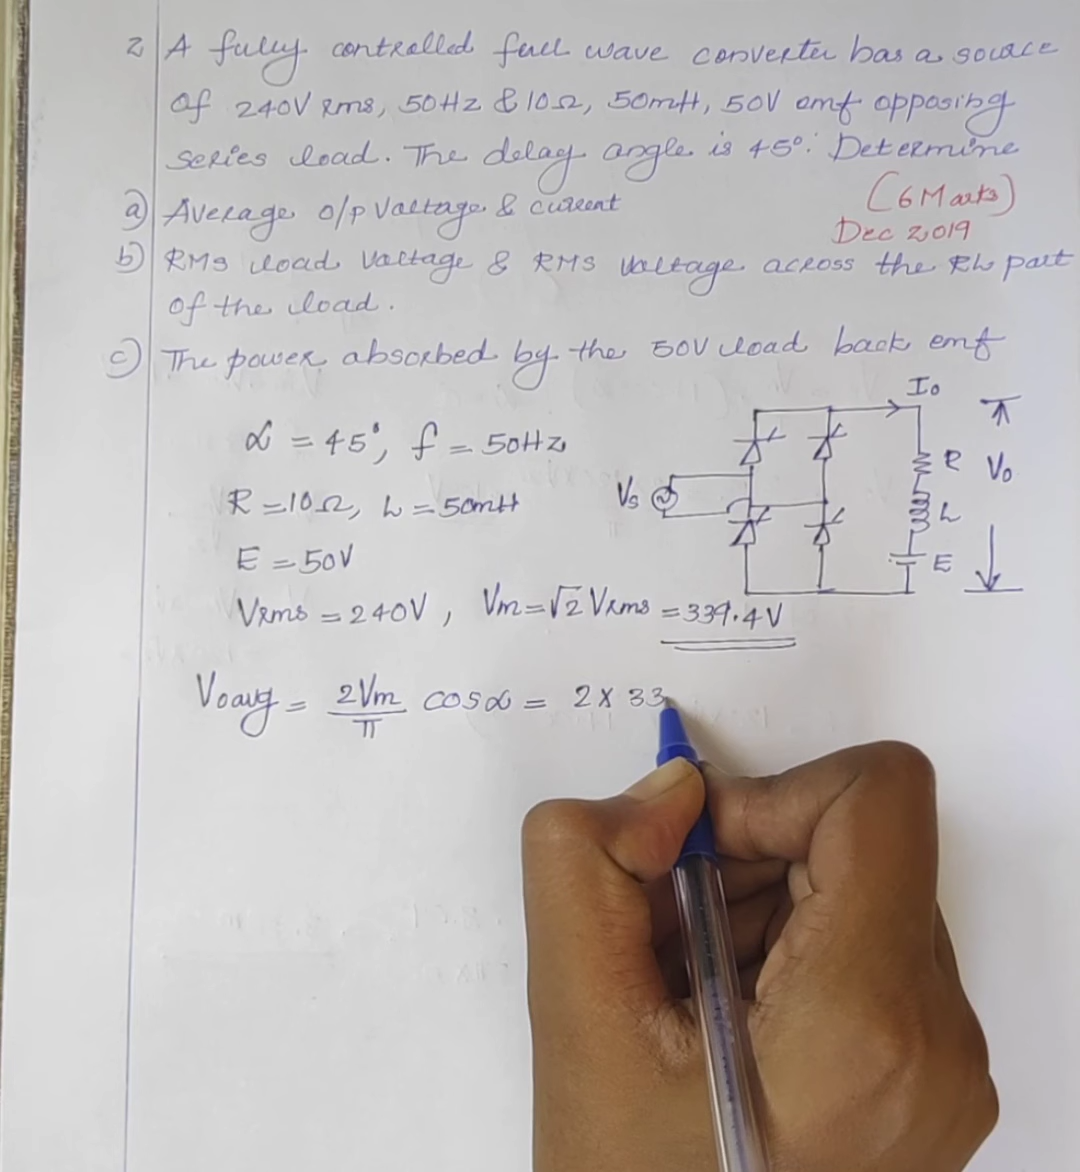 2 A fully controlled full wave converter has a source
of 240V rms, 50Hz & 10Ω, 50mH, 50V emf opposing
series load. The delay angle is 45°. Determine
(6 Marks)
a) Average o/p Voltage & current
Dec 2019
b) RMS load Voltage & RMS Voltage across the RL part
of the load.
c) The power absorbed by the 50V load back emf
Io
α = 45°, f = 50Hz
R Vo
R = 10Ω, L = 50mH
Vs
L
E = 50V
E
Vrms = 240V, Vm = √2 Vrms = 339.4V
Voavg = 2Vm/π cosα = 2 x 33